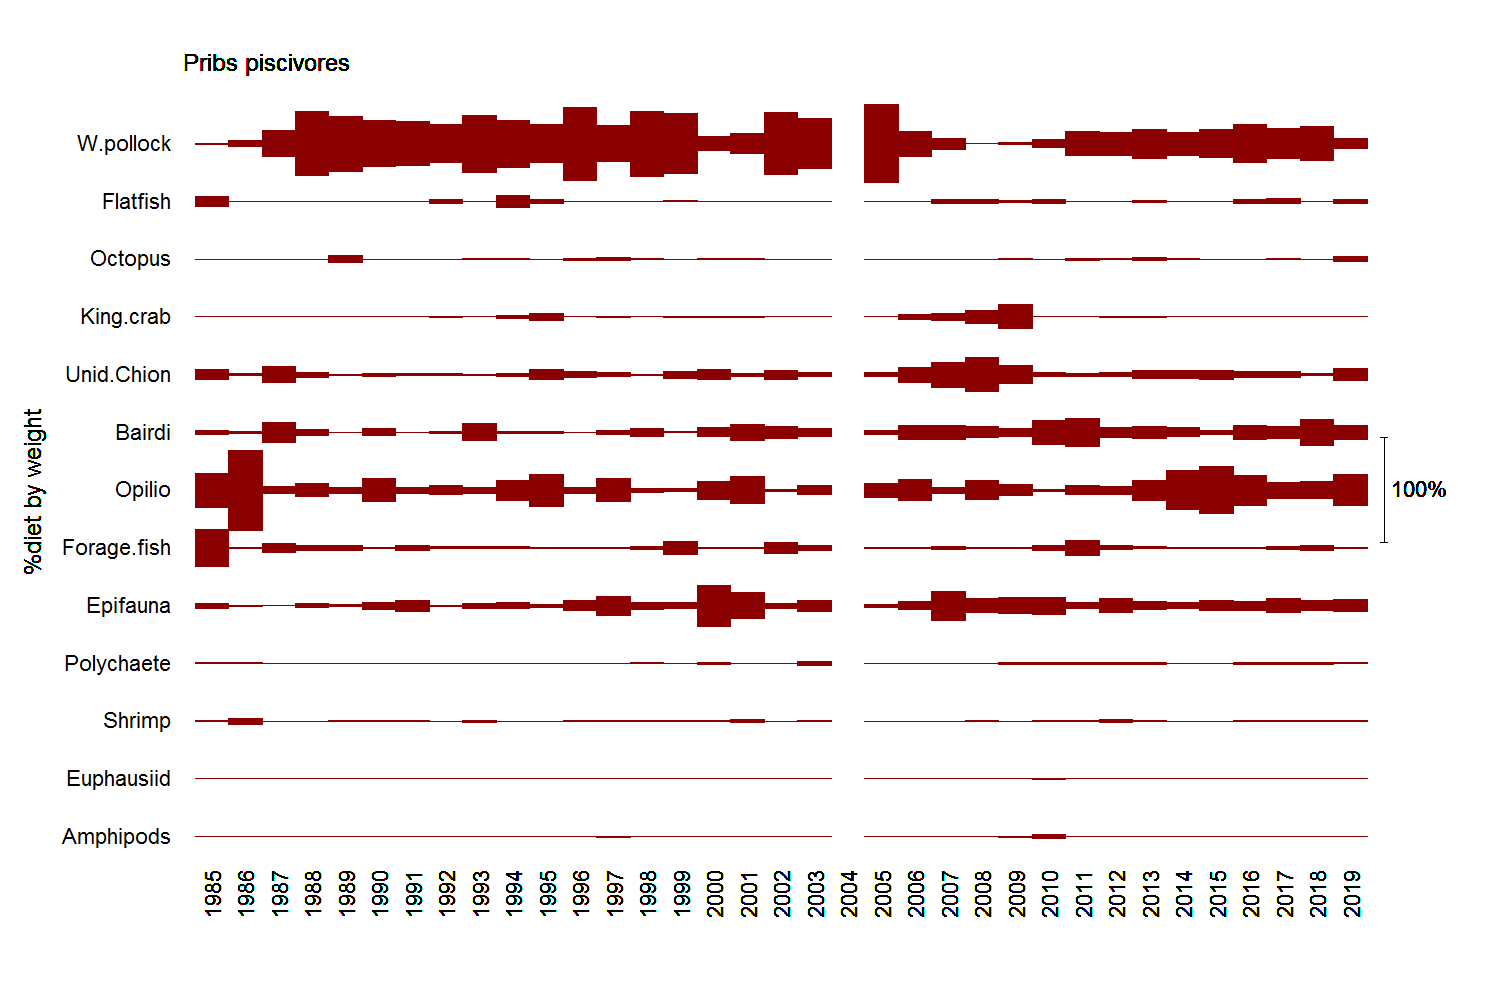 Pribs piscivores
W.pollock
Flatfish
Octopus
King.crab
Unid.Chion
Bairdi
Opilio
Forage.fish
Epifauna
Polychaete
Shrimp
Euphausiid
Amphipods
%diet by weight
100%
1985 1986 1987 1988 1989 1990 1991 1992 1993 1994 1995 1996 1997 1998 1999 2000 2001 2002 2003 2004 2005 2006 2007 2008 2009 2010 2011 2012 2013 2014 2015 2016 2017 2018 2019